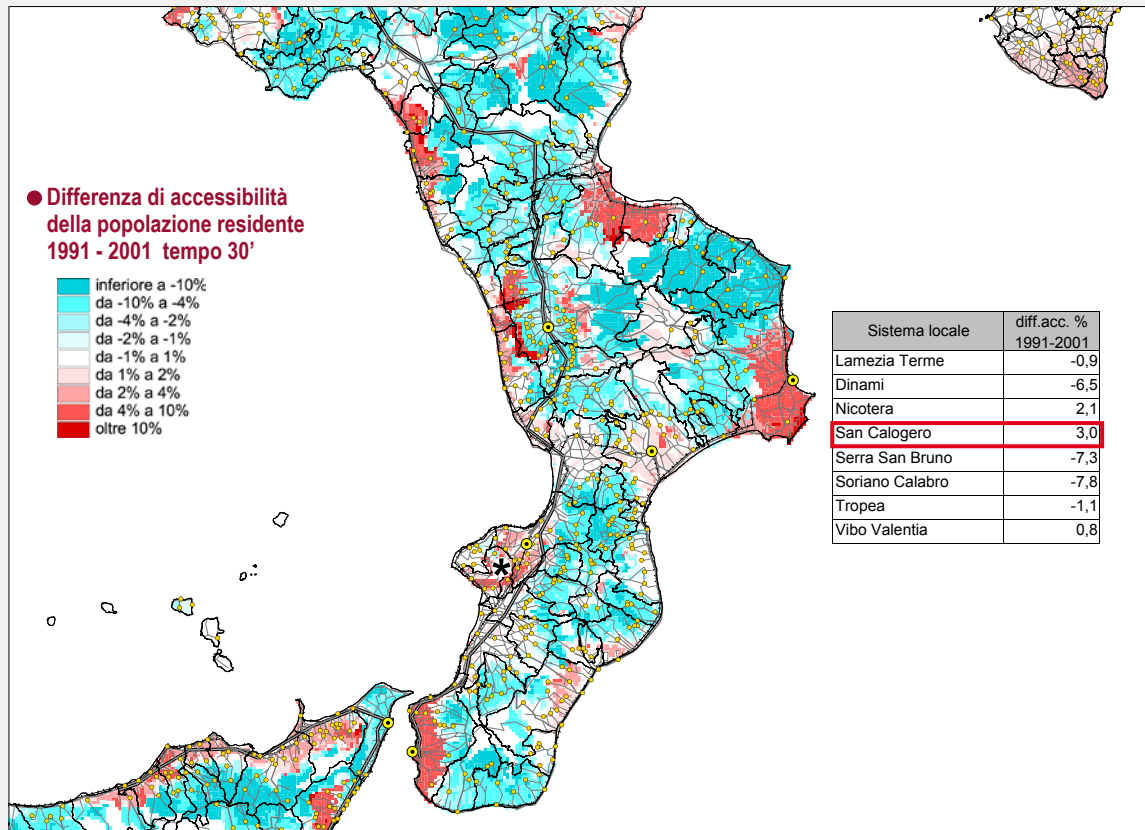 Differenza di accessibilità
della popolazione residente
1991 - 2001 tempo 30'
inferiore a -10%
da -10% a -4%
da -4% a -2%
da -2% a -1%
da -1% a 1%
da 1% a 2%
da 2% a 4%
da 4% a 10%
oltre 10%
Sistema locale diff.acc. % 1991-2001
Lamezia Terme -0,9
Dinami -6,5
Nicotera 2,1
San Calogero 3,0
Serra San Bruno -7,3
Soriano Calabro -7,8
Tropea -1,1
Vibo Valentia 0,8
*